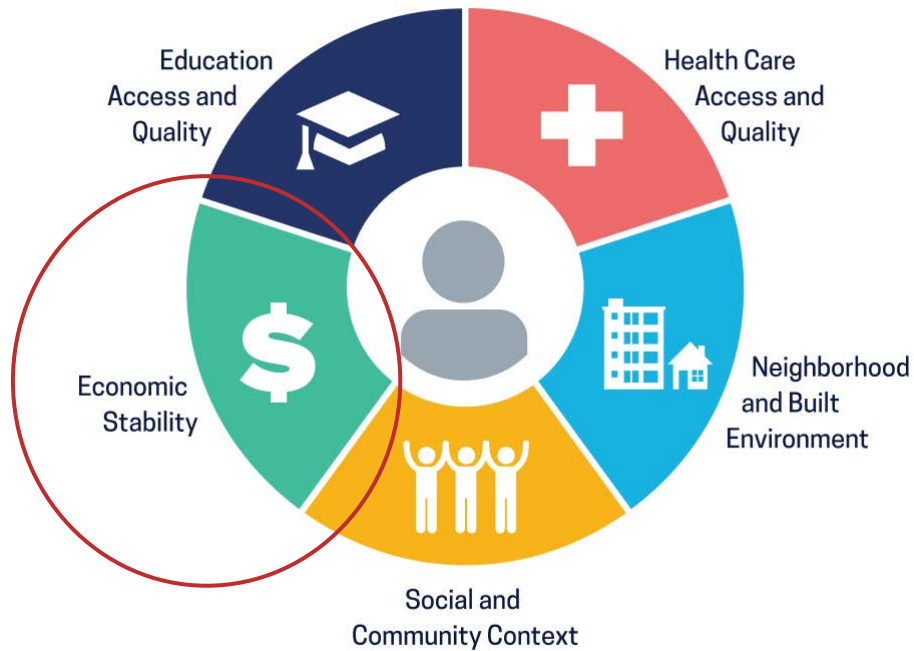 Education
Access and
Quality
Health Care
Access and
Quality
$
Economic
Stability
Neighborhood
and Built
Environment
Social and
Community Context